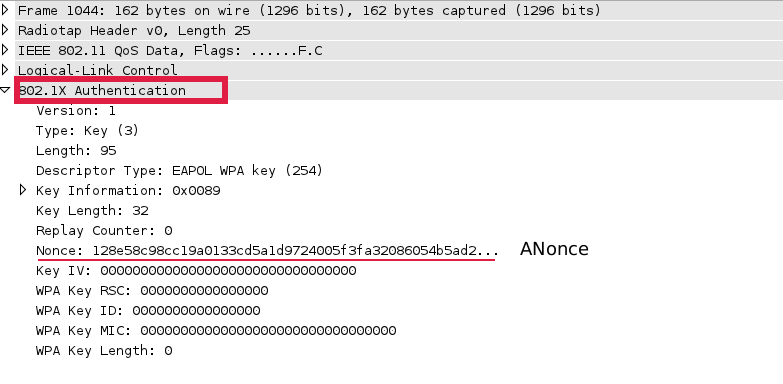 Frame 1044: 162 bytes on wire (1296 bits), 162 bytes captured (1296 bits)
Radiotap Header v0, Length 25
IEEE 802.11 QoS Data, Flags: ......F.C
Logical-Link Control
802.1X Authentication
Version: 1
Type: Key (3)
Length: 95
Descriptor Type: EAPOL WPA key (254)
Key Information: 0x0089
Key Length: 32
Replay Counter: 0
Nonce: 128e58c98cc19a0133cd5a1d9724005f3fa32086054b5ad2... ANonce
Key IV: 00000000000000000000000000000000
WPA Key RSC: 0000000000000000
WPA Key ID: 0000000000000000
WPA Key MIC: 00000000000000000000000000000000
WPA Key Length: 0